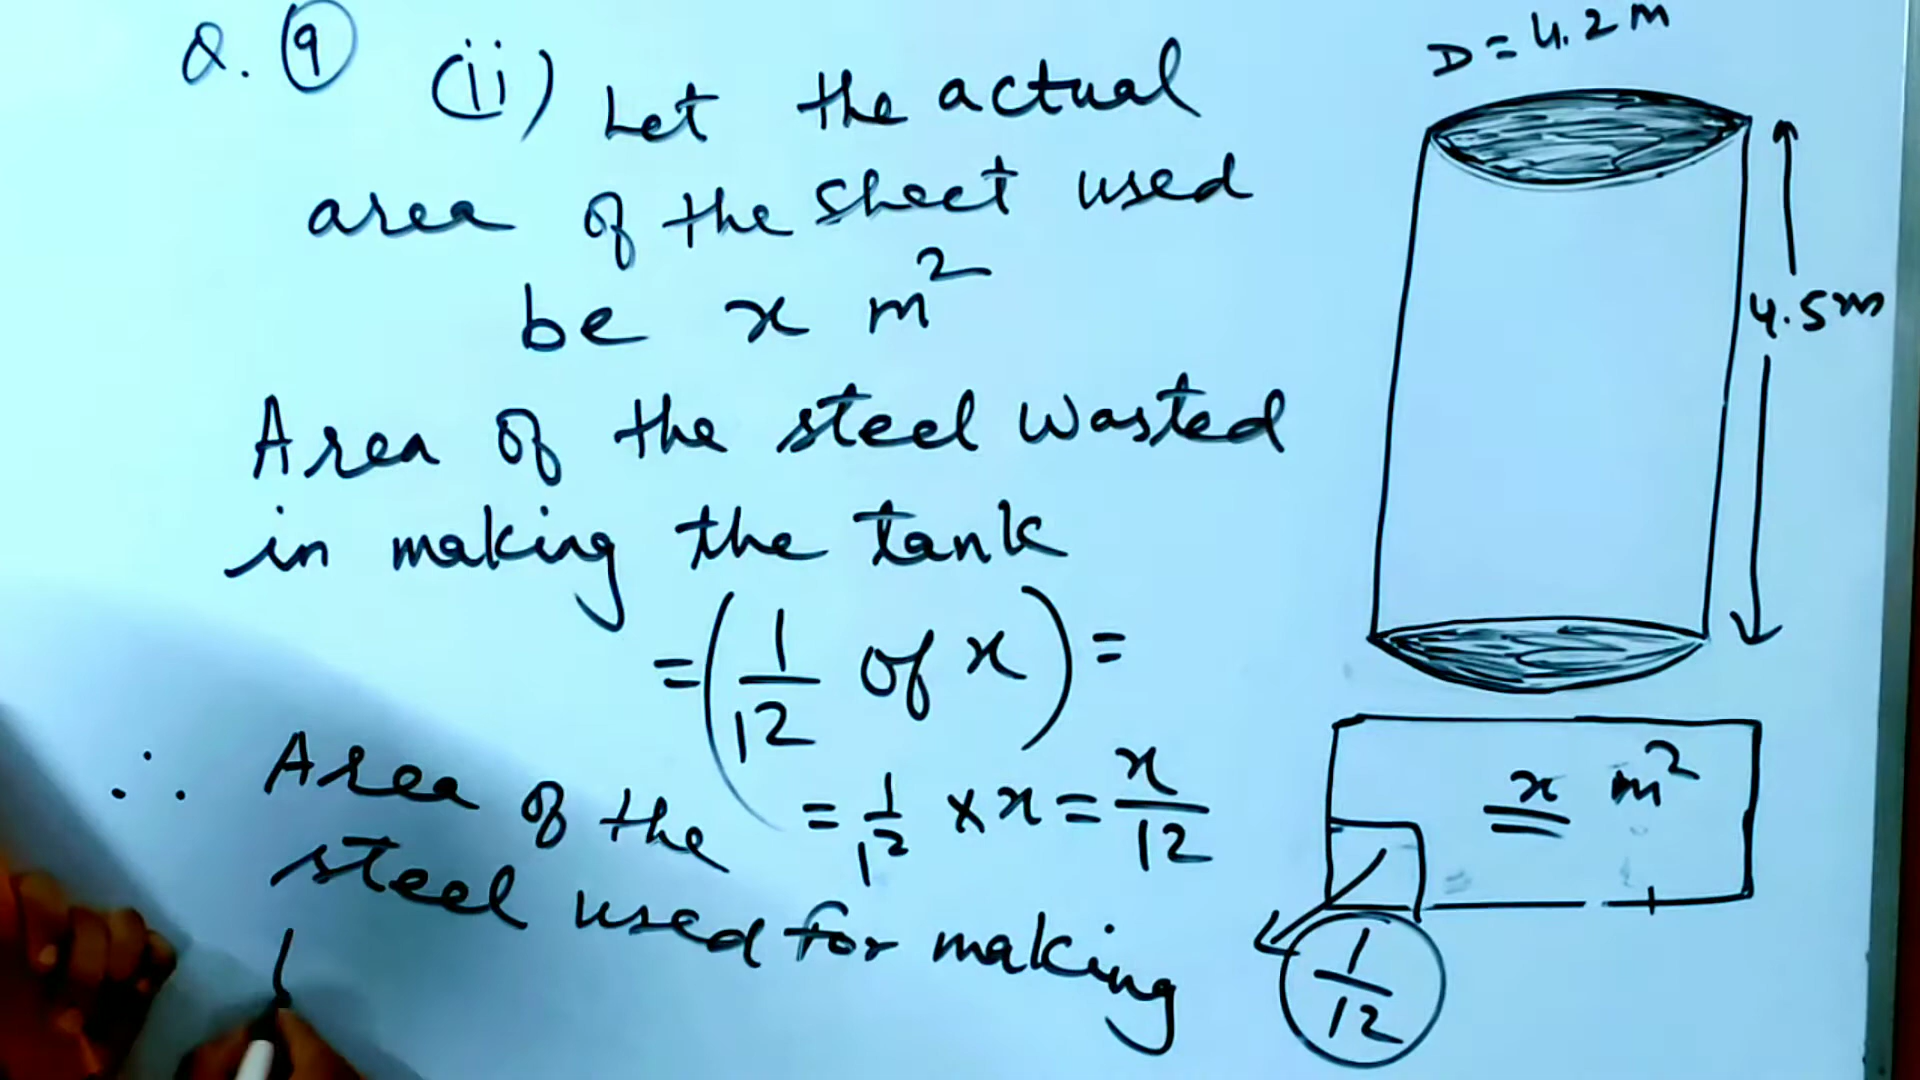 Q. 9 (ii) Let the actual
area of the sheet used
be x m²
Area of the steel wasted
in making the tank
= (1/12 of x) =
= 1/12 × x = x/12
∴ Area of the
steel used for making
D = 4.2 m
4.5 m
x m²
1/12